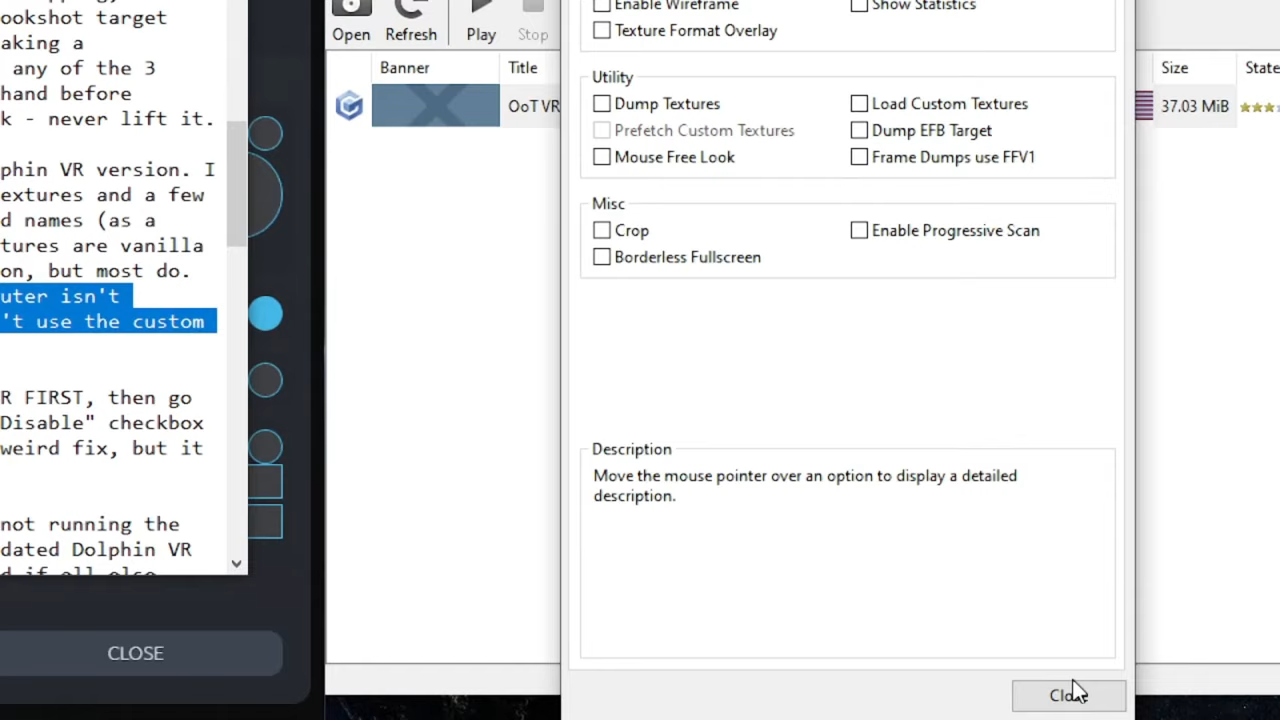 ookshot target
aking a
any of the 3
hand before
k - never lift it.
phin VR version. I
extures and a few
d names (as a
tures are vanilla
on, but most do.
uter isn't
't use the custom
R FIRST, then go
Disable" checkbox
weird fix, but it
not running the
dated Dolphin VR
d if all else
CLOSE
Open Refresh Play Stop
Banner Title
OoT VR
Enable Wireframe
Show Statistics
Texture Format Overlay
Utility
Dump Textures
Load Custom Textures
Prefetch Custom Textures
Dump EFB Target
Mouse Free Look
Frame Dumps use FFV1
Misc
Crop
Enable Progressive Scan
Borderless Fullscreen
Description
Move the mouse pointer over an option to display a detailed
description.
Size State
37.03 MiB